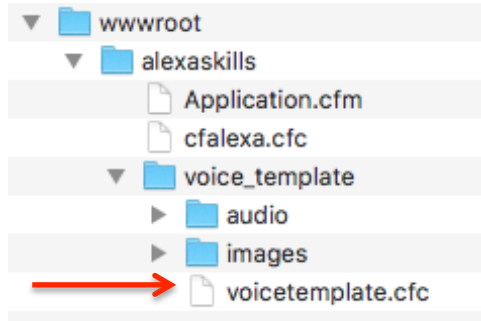 wwwroot
alexaskills
Application.cfm
cfalexa.cfc
voice_template
audio
images
voicetemplate.cfc